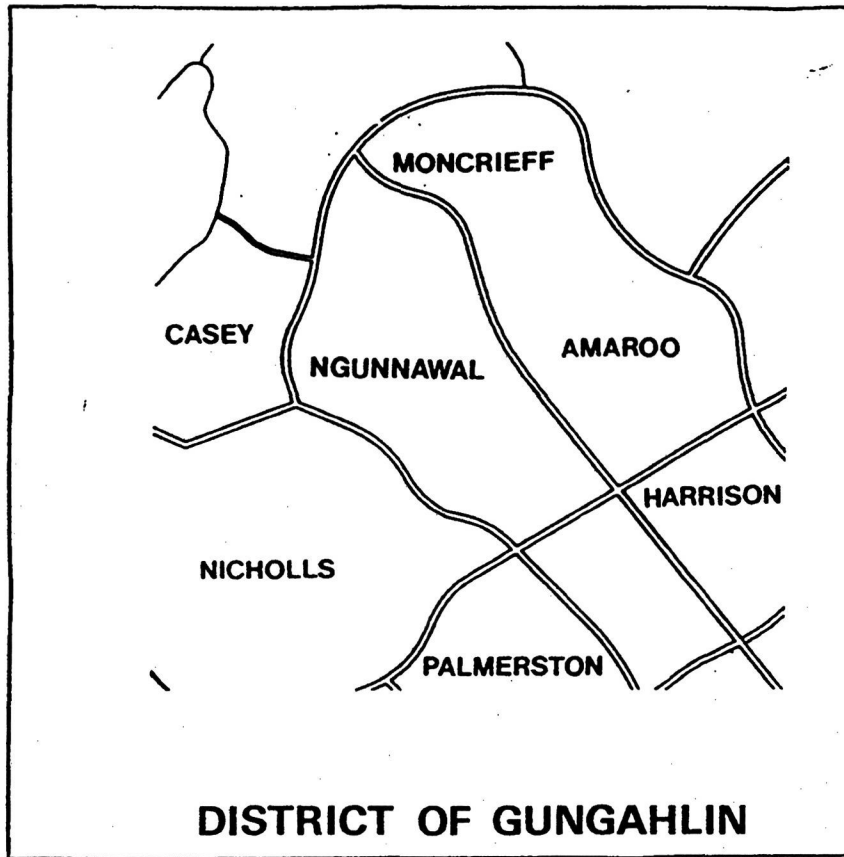 MONCRIEFF
CASEY
NGUNNAWAL
AMAROO
HARRISON
NICHOLLS
PALMERSTON
DISTRICT OF GUNGAHLIN